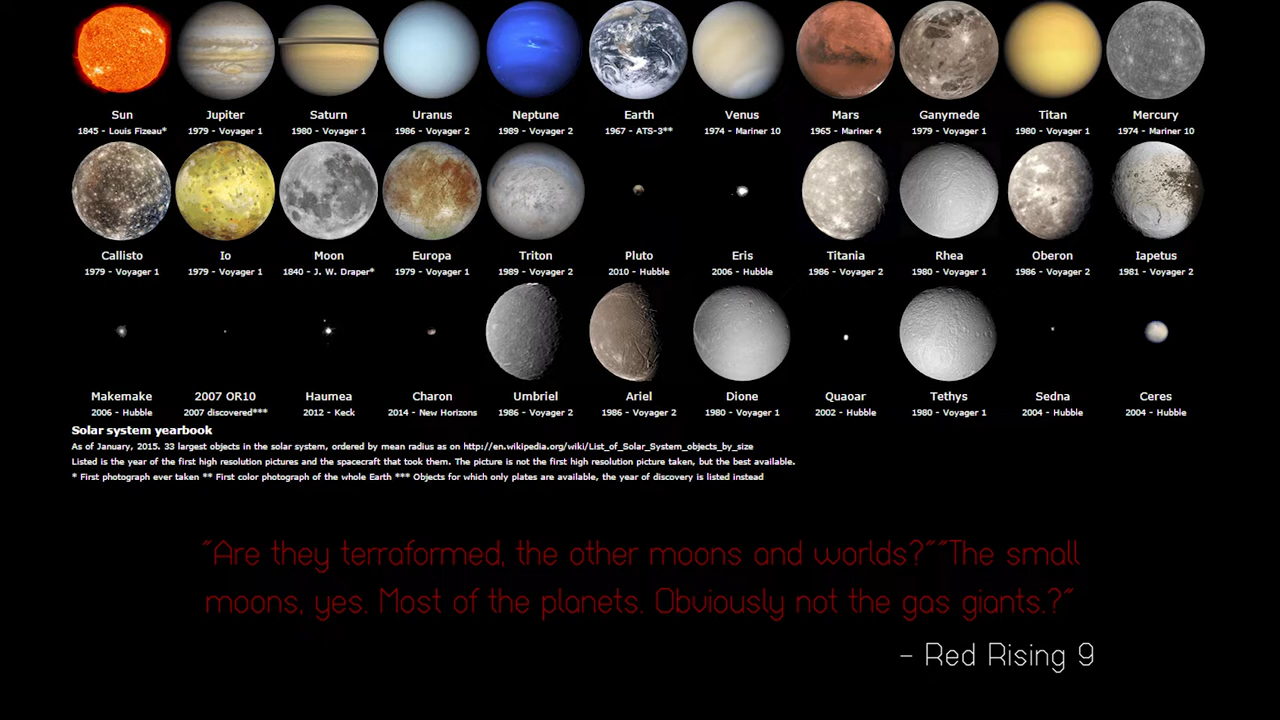 Sun Jupiter Saturn Uranus Neptune Earth Venus Mars Ganymede Titan Mercury
1845 - Louis Fizeau* 1979 - Voyager 1 1980 - Voyager 1 1986 - Voyager 2 1989 - Voyager 2 1967 - ATS-3** 1974 - Mariner 10 1965 - Mariner 4 1979 - Voyager 1 1980 - Voyager 1 1974 - Mariner 10
Callisto Io Moon Europa Triton Pluto Eris Titania Rhea Oberon Iapetus
1979 - Voyager 1 1979 - Voyager 1 1840 - J. W. Draper* 1979 - Voyager 1 1989 - Voyager 2 2010 - Hubble 2006 - Hubble 1986 - Voyager 2 1980 - Voyager 1 1986 - Voyager 2 1981 - Voyager 2
Makemake 2007 OR10 Haumea Charon Umbriel Ariel Dione Quaoar Tethys Sedna Ceres
2006 - Hubble 2007 discovered*** 2012 - Keck 2014 - New Horizons 1986 - Voyager 2 1986 - Voyager 2 1980 - Voyager 1 2002 - Hubble 1980 - Voyager 1 2004 - Hubble 2004 - Hubble
Solar system yearbook
As of January, 2015. 33 largest objects in the solar system, ordered by mean radius as on http://en.wikipedia.org/wiki/List_of_Solar_System_objects_by_size
Listed is the year of the first high resolution pictures and the spacecraft that took them. The picture is not the first high resolution picture taken, but the best available.
* First photograph ever taken ** First color photograph of the whole Earth *** Objects for which only plates are available, the year of discovery is listed instead
"Are they terraformed, the other moons and worlds?""The small
moons, yes. Most of the planets. Obviously not the gas giants.?"
- Red Rising 9